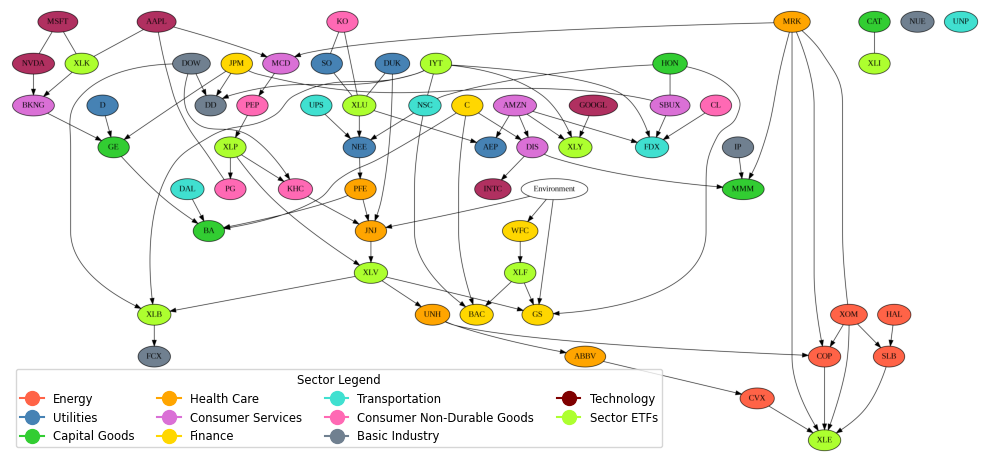 MSFT AAPL KO MRK CAT NUE UNP
NVDA XLK DOW JPM MCD SO DUK IYT HON XLI
BKNG D DD PEP UPS XLU NSC C AMZN GOOGL SBUX CL
GE XLP NEE AEP DIS XLY FDX IP
DAL PG KHC PFE INTC Environment MMM
BA JNJ WFC
XLV XLF
XLB UNH BAC GS XOM HAL
FCX ABBV COP SLB
Sector Legend
Energy Health Care Transportation Technology
Utilities Consumer Services Consumer Non-Durable Goods Sector ETFs
Capital Goods Finance Basic Industry
CVX
XLE